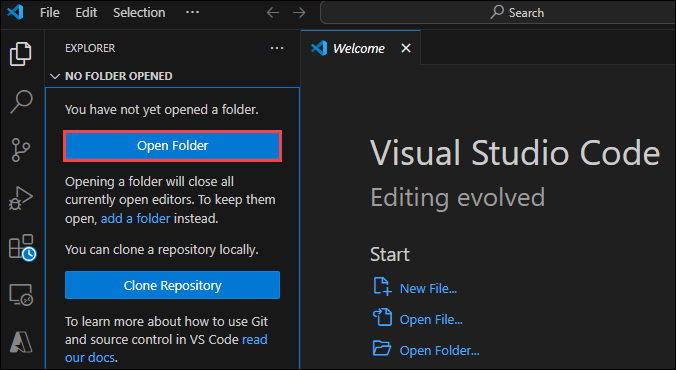 File Edit Selection ··· Search
EXPLORER ···
Welcome
NO FOLDER OPENED
You have not yet opened a folder.
Open Folder
Opening a folder will close all
currently open editors. To keep them
open, add a folder instead.
You can clone a repository locally.
Clone Repository
To learn more about how to use Git
and source control in VS Code read
our docs.
Visual Studio Code
Editing evolved
Start
New File...
Open File...
Open Folder...